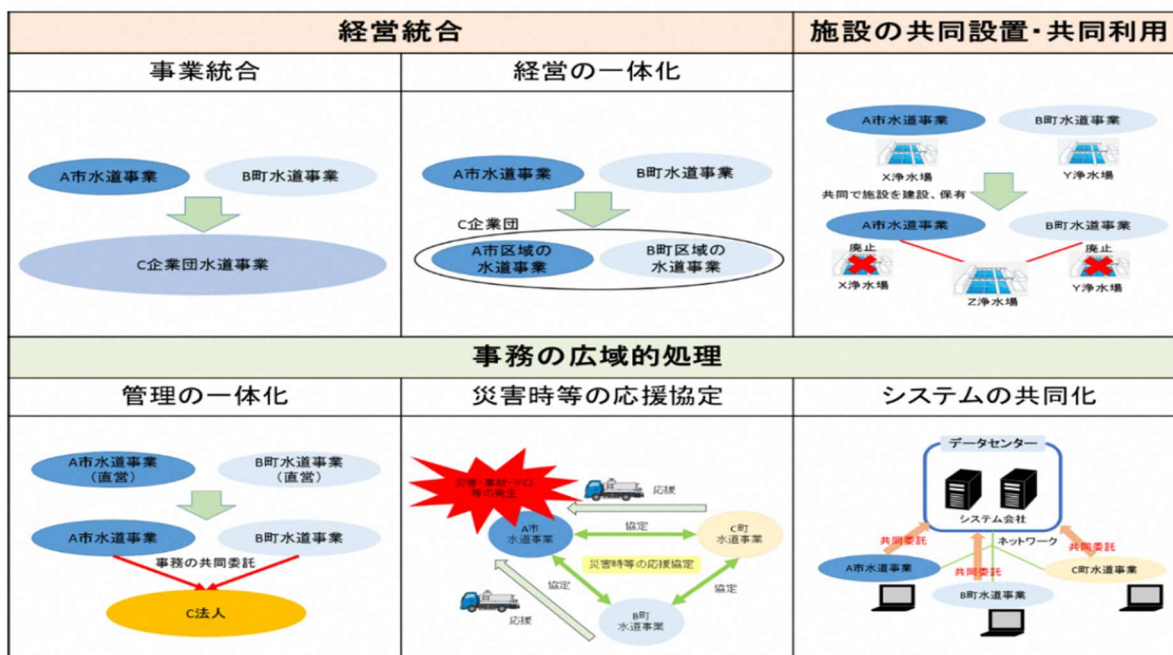 経営統合
施設の共同設置・共同利用
事業統合
経営の一体化
A市水道事業
B町水道事業
C企業団水道事業
A市水道事業
B町水道事業
C企業団
A市区域の
水道事業
B町区域の
水道事業
A市水道事業
B町水道事業
X浄水場
Y浄水場
共同で施設を建設、保有
A市水道事業
B町水道事業
廃止
廃止
X浄水場
Z浄水場
Y浄水場
事務の広域的処理
管理の一体化
災害時等の応援協定
システムの共同化
A市水道事業
(直営)
B町水道事業
(直営)
A市水道事業
B町水道事業
事務の共同委託
C法人
災害・事故・テロ
等の発生
応援
A市
水道事業
協定
C町
水道事業
災害時等の応援協定
協定
協定
応援
B町
水道事業
データセンター
システム会社
ネットワーク
共同委託
共同委託
共同委託
A市水道事業
C町水道事業
B町水道事業